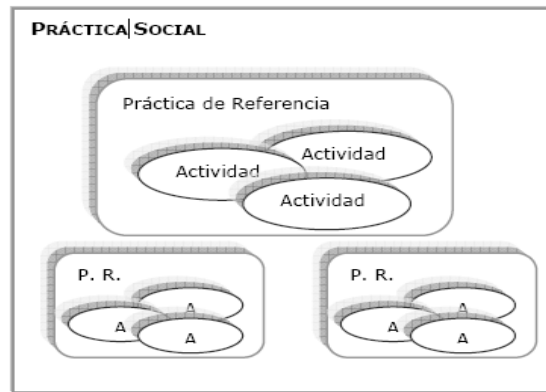 PRÁCTICA SOCIAL
Práctica de Referencia
Actividad
Actividad
Actividad
P. R.
A
A
A
P. R.
A
A
A